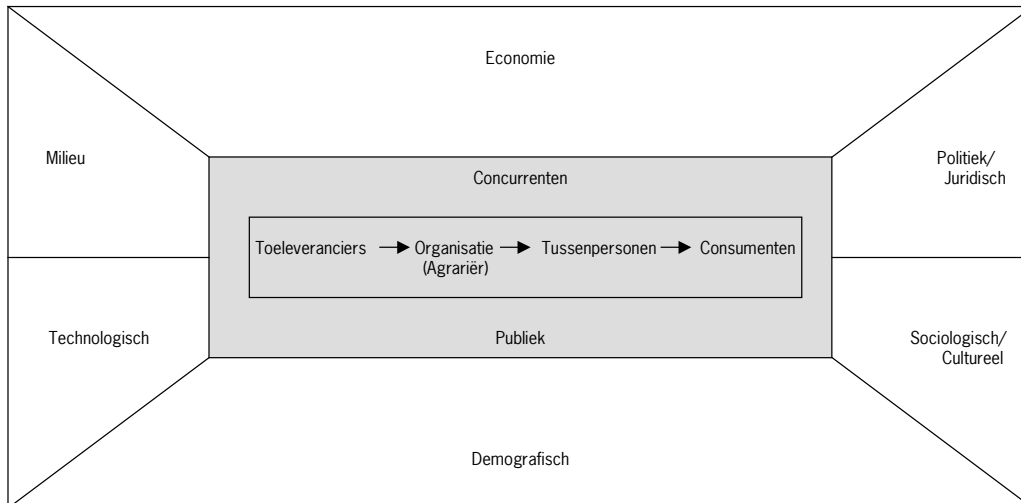 Economie
Milieu
Politiek/
Juridisch
Concurrenten
Toeleveranciers
Organisatie
(Agrariër)
Tussenpersonen
Consumenten
Technologisch
Publiek
Sociologisch/
Cultureel
Demografisch